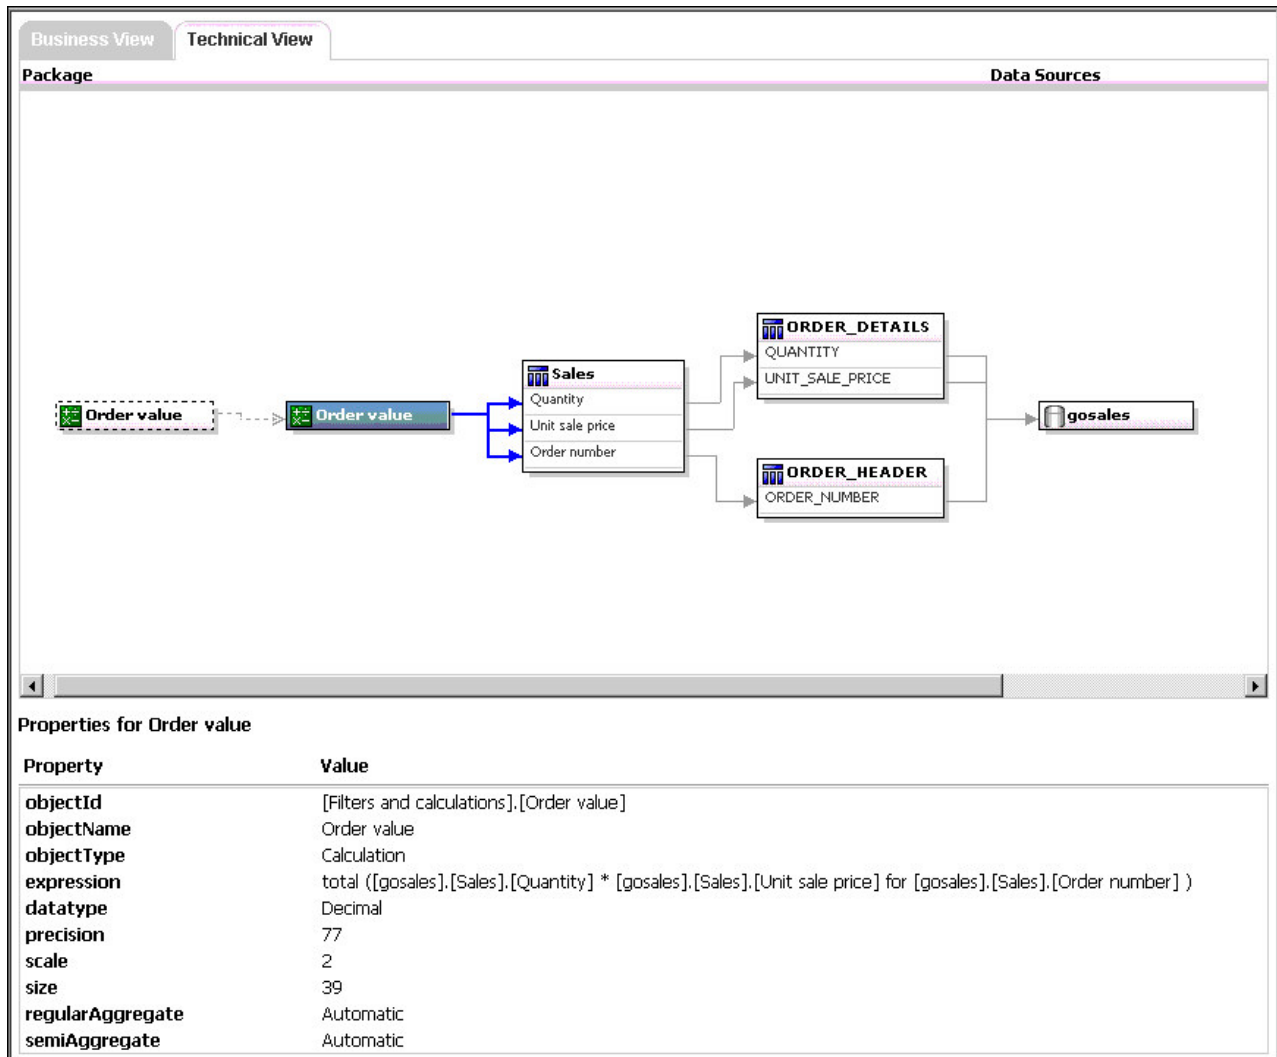 Business View
Technical View
Package
Data Sources
Order value
Order value
Sales
Quantity
Unit sale price
Order number
ORDER_DETAILS
QUANTITY
UNIT_SALE_PRICE
ORDER_HEADER
ORDER_NUMBER
gosales
Properties for Order value
Property Value
objectId [Filters and calculations].[Order value]
objectName Order value
objectType Calculation
expression total ([gosales].[Sales].[Quantity] * [gosales].[Sales].[Unit sale price] for [gosales].[Sales].[Order number] )
datatype Decimal
precision 77
scale 2
size 39
regularAggregate Automatic
semiAggregate Automatic